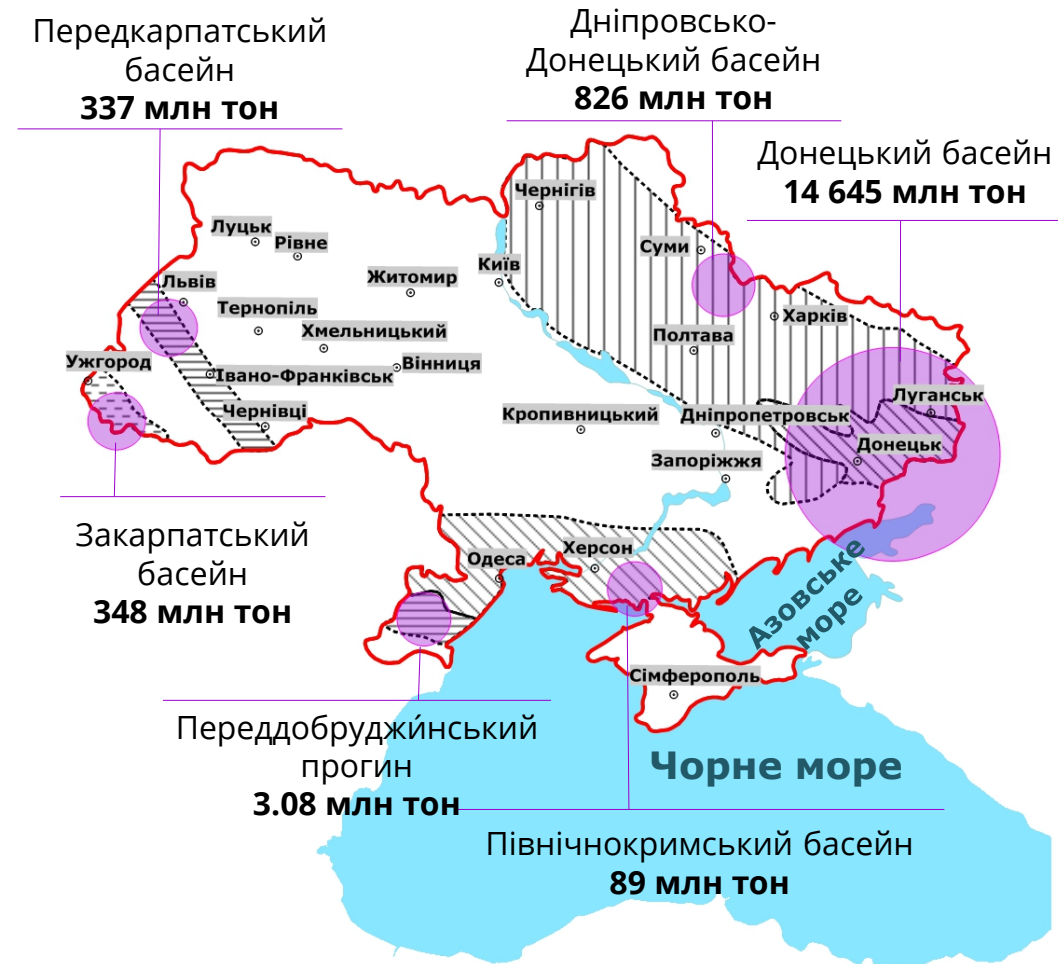 Передкарпатський
басейн
337 млн тон
Дніпровсько-
Донецький басейн
826 млн тон
Донецький басейн
14 645 млн тон
Чернігів
Луцьк
Рівне
Суми
Київ
Житомир
Львів
Тернопіль
Харків
Хмельницький
Полтава
Ужгород
Івано-Франківськ
Вінниця
Луганськ
Чернівці
Кропивницький
Дніпропетровськ
Донецьк
Запоріжжя
Закарпатський
басейн
348 млн тон
Одеса
Херсон
Азовське
море
Сімферополь
Переддобруджи́нський
прогин
3.08 млн тон
Чорне море
Північнокримський басейн
89 млн тон